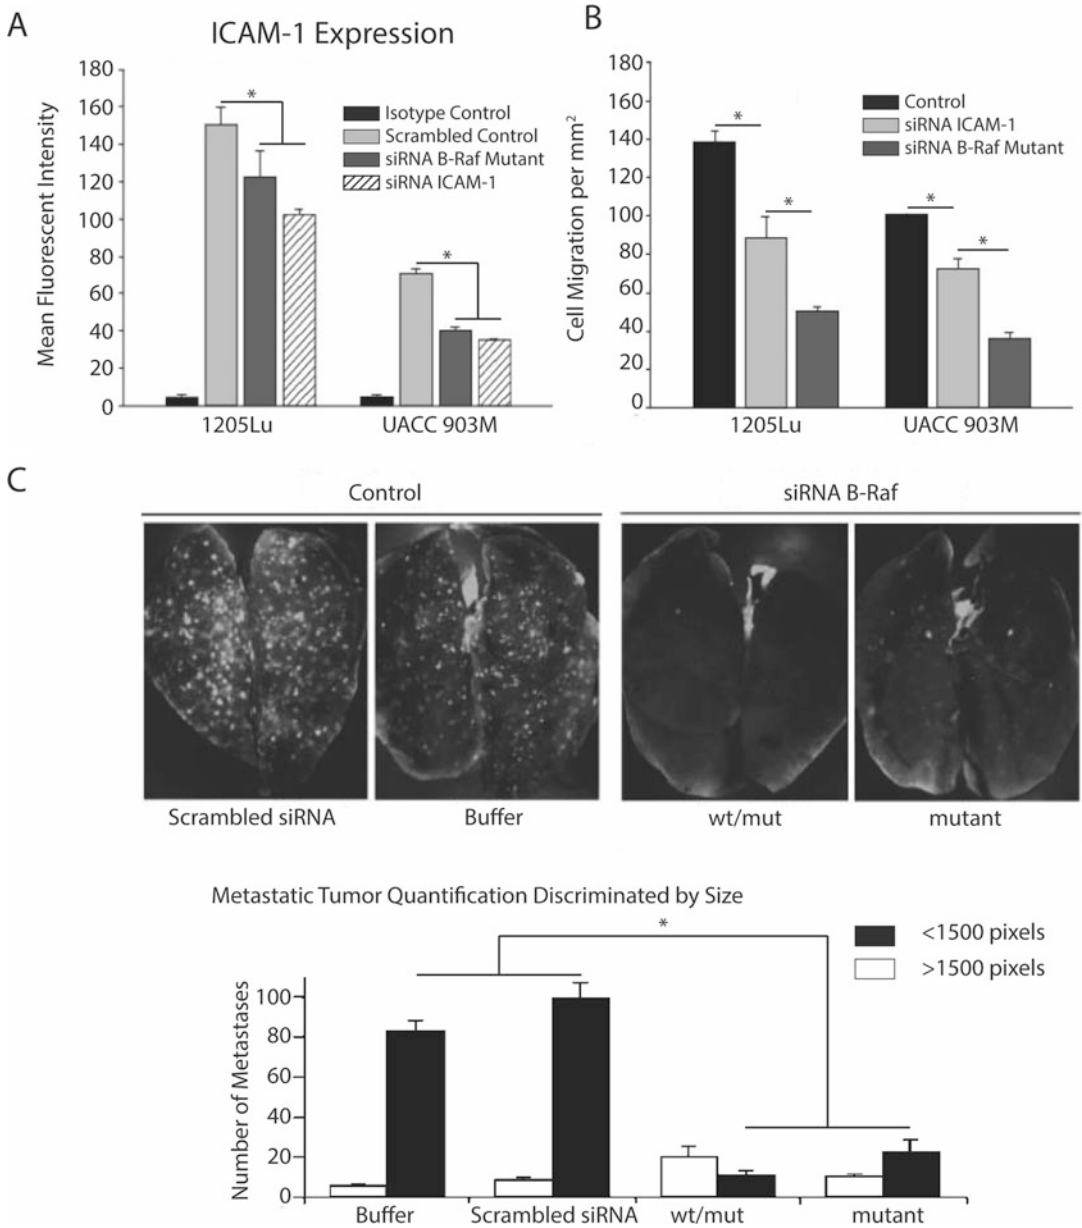 A
ICAM-1 Expression
Mean Fluorescent Intensity
180
160
140
120
100
80
60
40
20
0
*
*
Isotype Control
Scrambled Control
siRNA B-Raf Mutant
siRNA ICAM-1
1205Lu
UACC 903M
B
Cell Migration per mm²
180
160
140
120
100
80
60
40
20
0
*
*
*
*
Control
siRNA ICAM-1
siRNA B-Raf Mutant
1205Lu
UACC 903M
C
Control
siRNA B-Raf
Scrambled siRNA
Buffer
wt/mut
mutant
Metastatic Tumor Quantification Discriminated by Size
*
<1500 pixels
>1500 pixels
Number of Metastases
100
80
60
40
20
0
Buffer
Scrambled siRNA
wt/mut
mutant